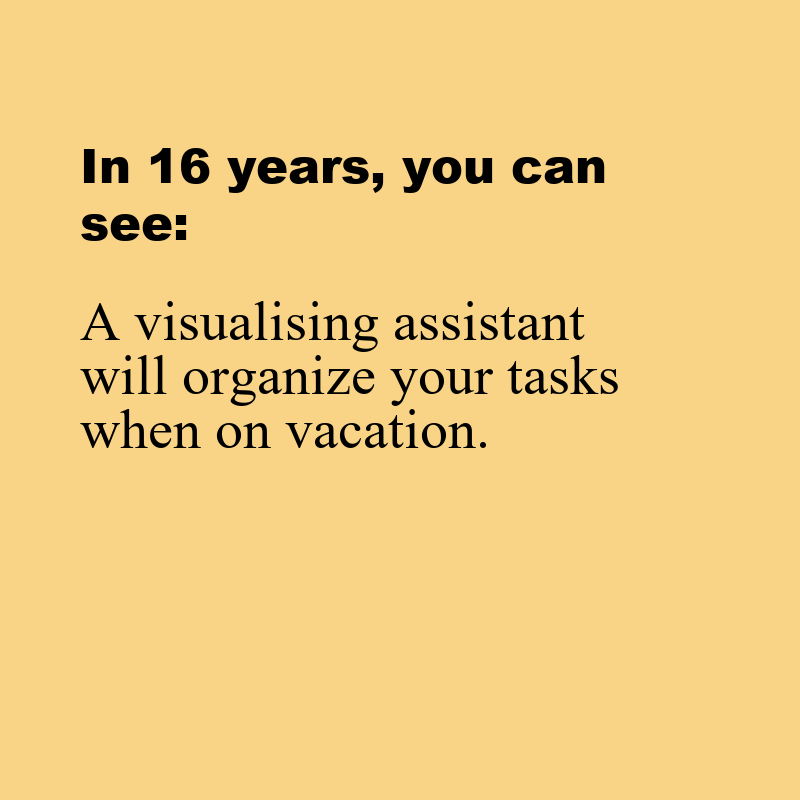 In 16 years, you can
see:
A visualising assistant
will organize your tasks
when on vacation.